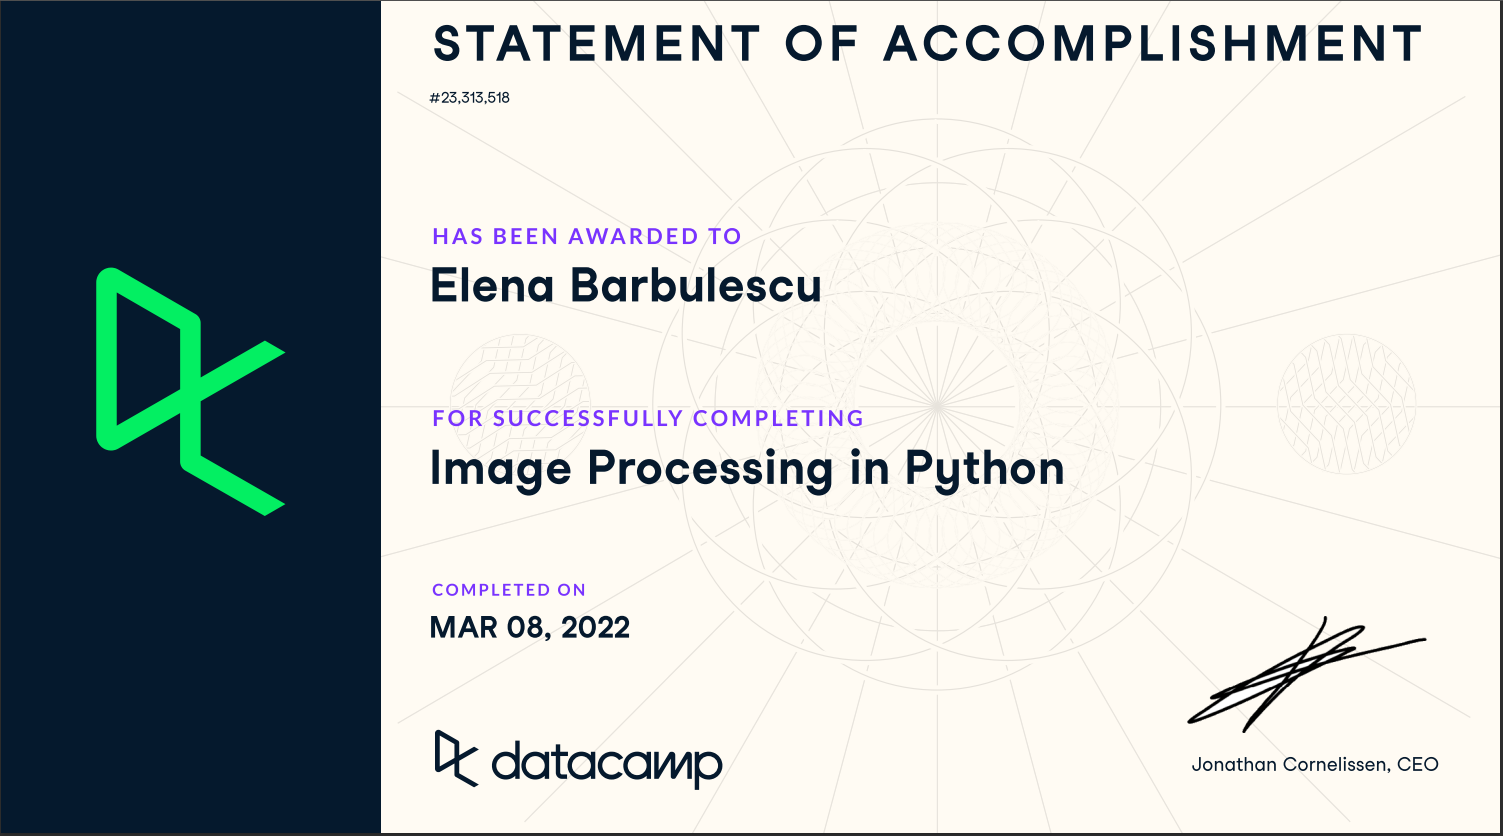 STATEMENT OF ACCOMPLISHMENT
#23,313,518
HAS BEEN AWARDED TO
Elena Barbulescu
FOR SUCCESSFULLY COMPLETING
Image Processing in Python
COMPLETED ON
MAR 08, 2022
datacamp
Jonathan Cornelissen, CEO